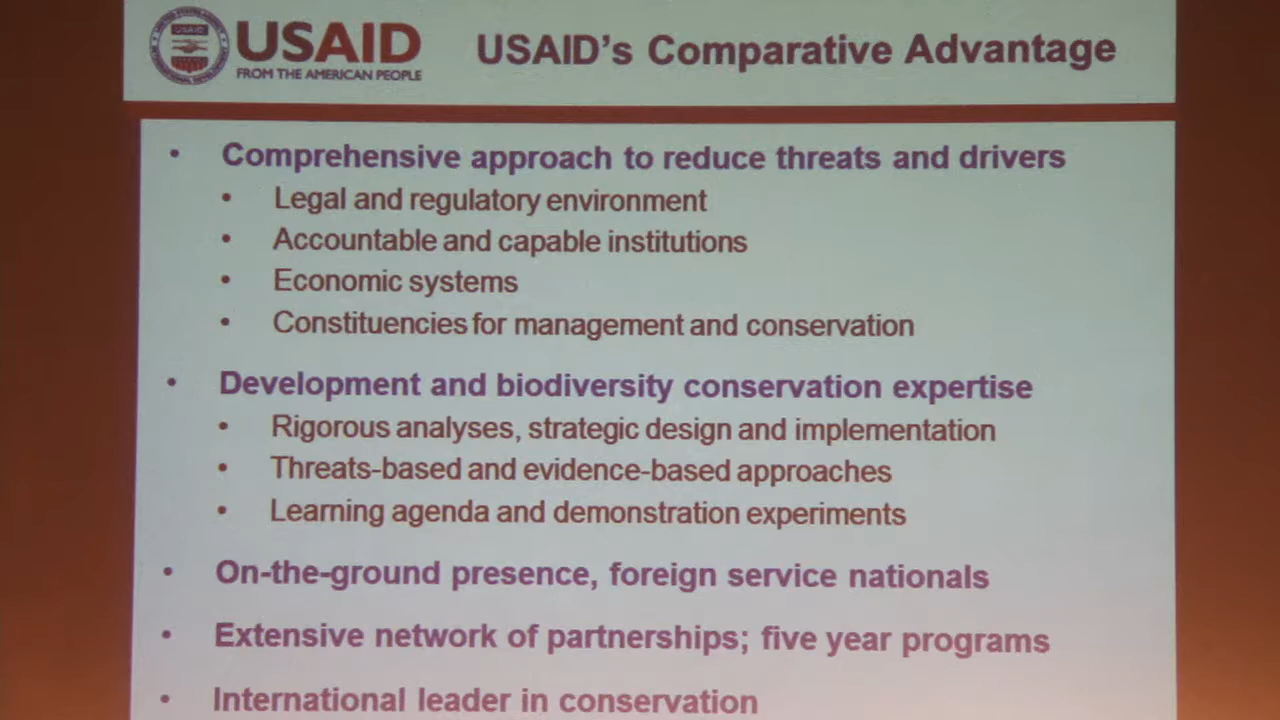 USAID
USAID
FROM THE AMERICAN PEOPLE
USAID's Comparative Advantage
• Comprehensive approach to reduce threats and drivers
• Legal and regulatory environment
• Accountable and capable institutions
• Economic systems
• Constituencies for management and conservation
• Development and biodiversity conservation expertise
• Rigorous analyses, strategic design and implementation
• Threats-based and evidence-based approaches
• Learning agenda and demonstration experiments
• On-the-ground presence, foreign service nationals
• Extensive network of partnerships; five year programs
• International leader in conservation